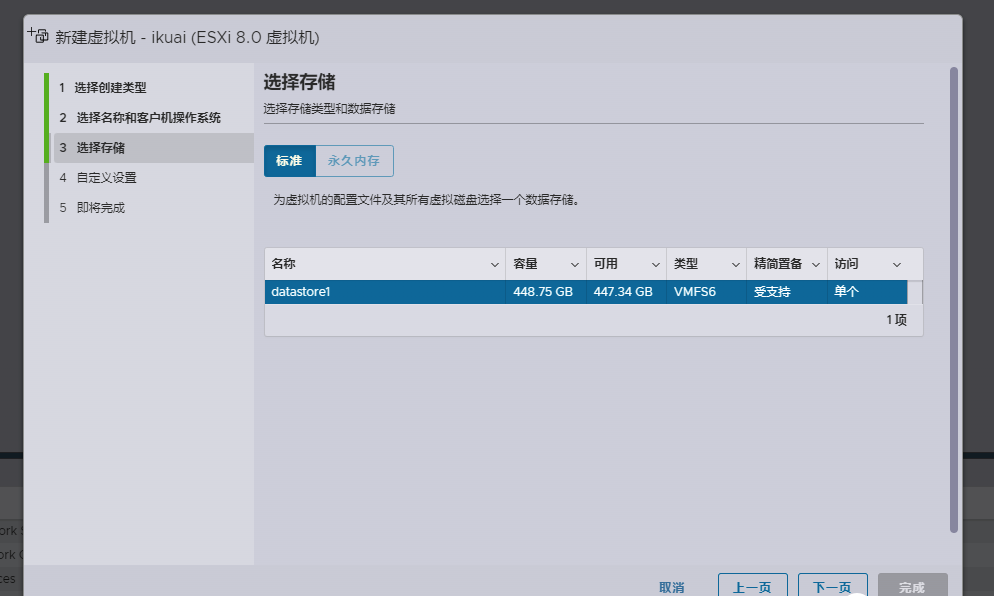 新建虚拟机 - ikuai (ESXi 8.0 虚拟机)
1 选择创建类型
2 选择名称和客户机操作系统
3 选择存储
4 自定义设置
5 即将完成
选择存储
选择存储类型和数据存储
标准 永久内存
为虚拟机的配置文件及其所有虚拟磁盘选择一个数据存储。
名称 容量 可用 类型 精简置备 访问
datastore1 448.75 GB 447.34 GB VMFS6 受支持 单个
1 项
ork
ork
ces
取消 上一页 下一页 完成